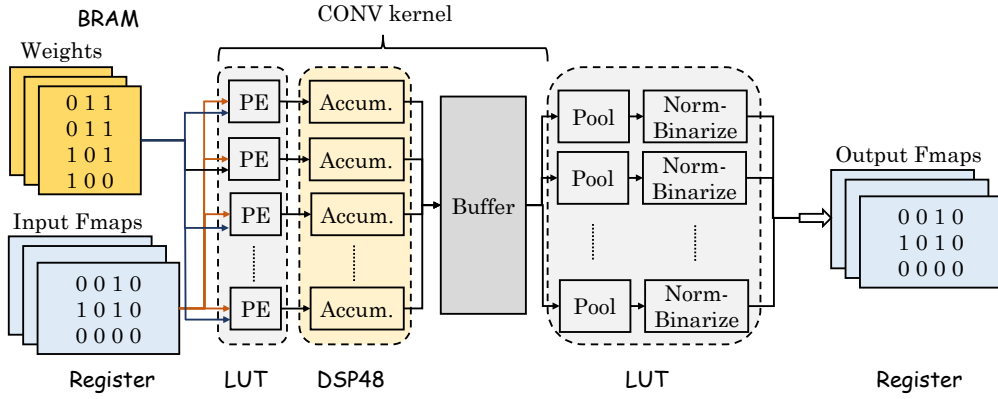 CONV kernel
BRAM
Weights
0 1 1
0 1 1
1 0 1
1 0 0
Input Fmaps
0 0 1 0
1 0 1 0
0 0 0 0
PE
PE
PE
PE
Accum.
Accum.
Accum.
Accum.
Buffer
Pool
Norm-
Binarize
Pool
Norm-
Binarize
Pool
Norm-
Binarize
Output Fmaps
0 0 1 0
1 0 1 0
0 0 0 0
Register
LUT
DSP48
LUT
Register